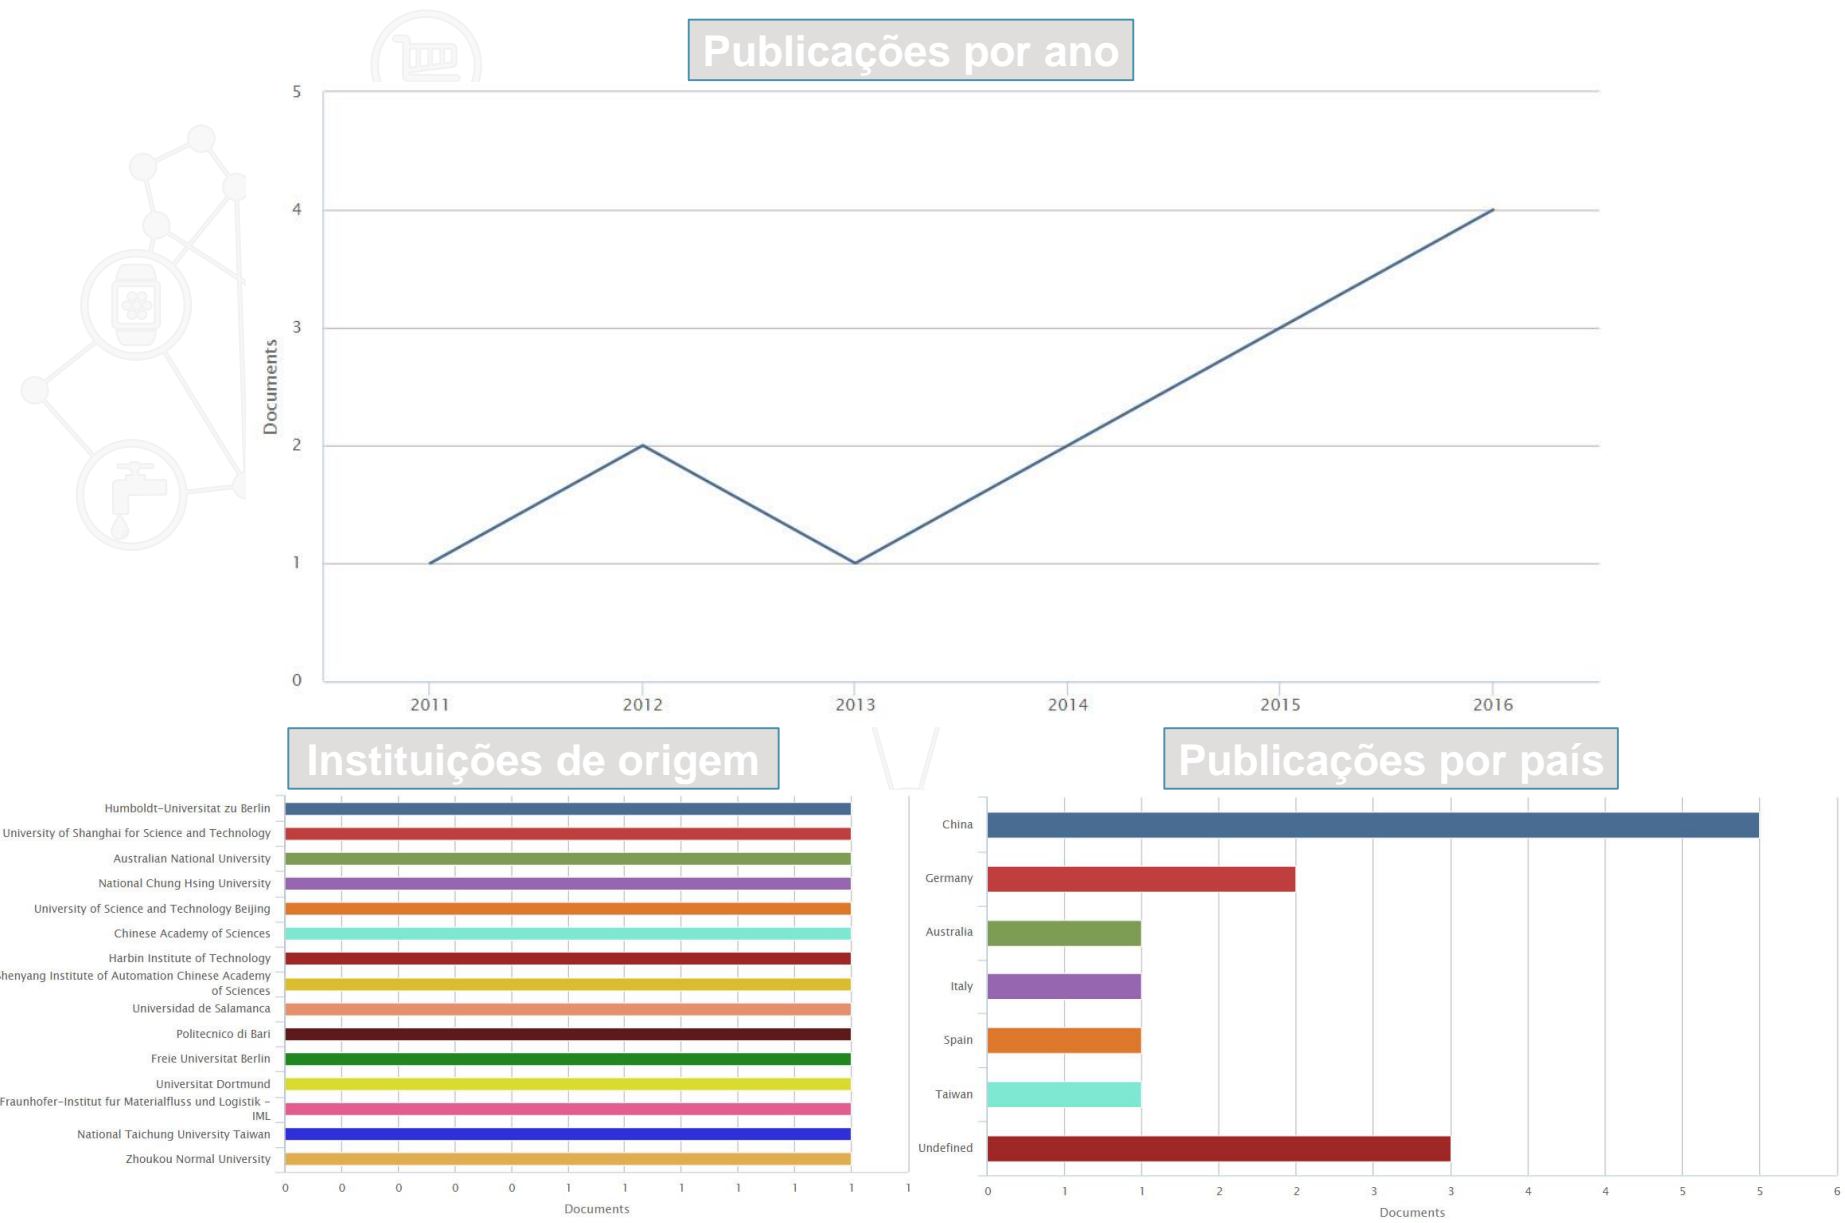 Publicações por ano
5
4
3
2
1
0
Documents
2011 2012 2013 2014 2015 2016
Instituições de origem
Humboldt-Universitat zu Berlin
University of Shanghai for Science and Technology
Australian National University
National Chung Hsing University
University of Science and Technology Beijing
Chinese Academy of Sciences
Harbin Institute of Technology
Shenyang Institute of Automation Chinese Academy
of Sciences
Universidad de Salamanca
Politecnico di Bari
Freie Universitat Berlin
Universitat Dortmund
Fraunhofer-Institut fur Materialfluss und Logistik -
IML
National Taichung University Taiwan
Zhoukou Normal University
0 0 0 0 0 1 1 1 1 1 1 1
Documents
Publicações por país
China
Germany
Australia
Italy
Spain
Taiwan
Undefined
0 1 1 2 2 3 3 4 4 5 5 6
Documents